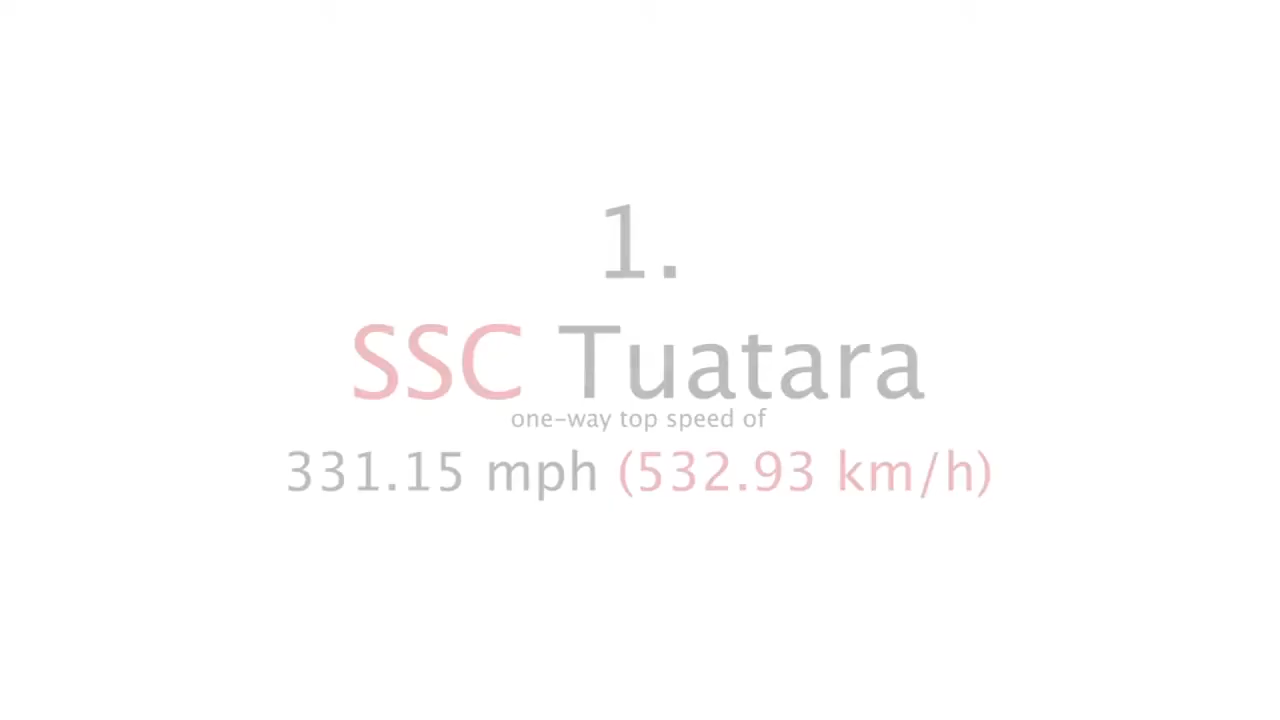 1.
SSC Tuatara
one-way top speed of
331.15 mph (532.93 km/h)